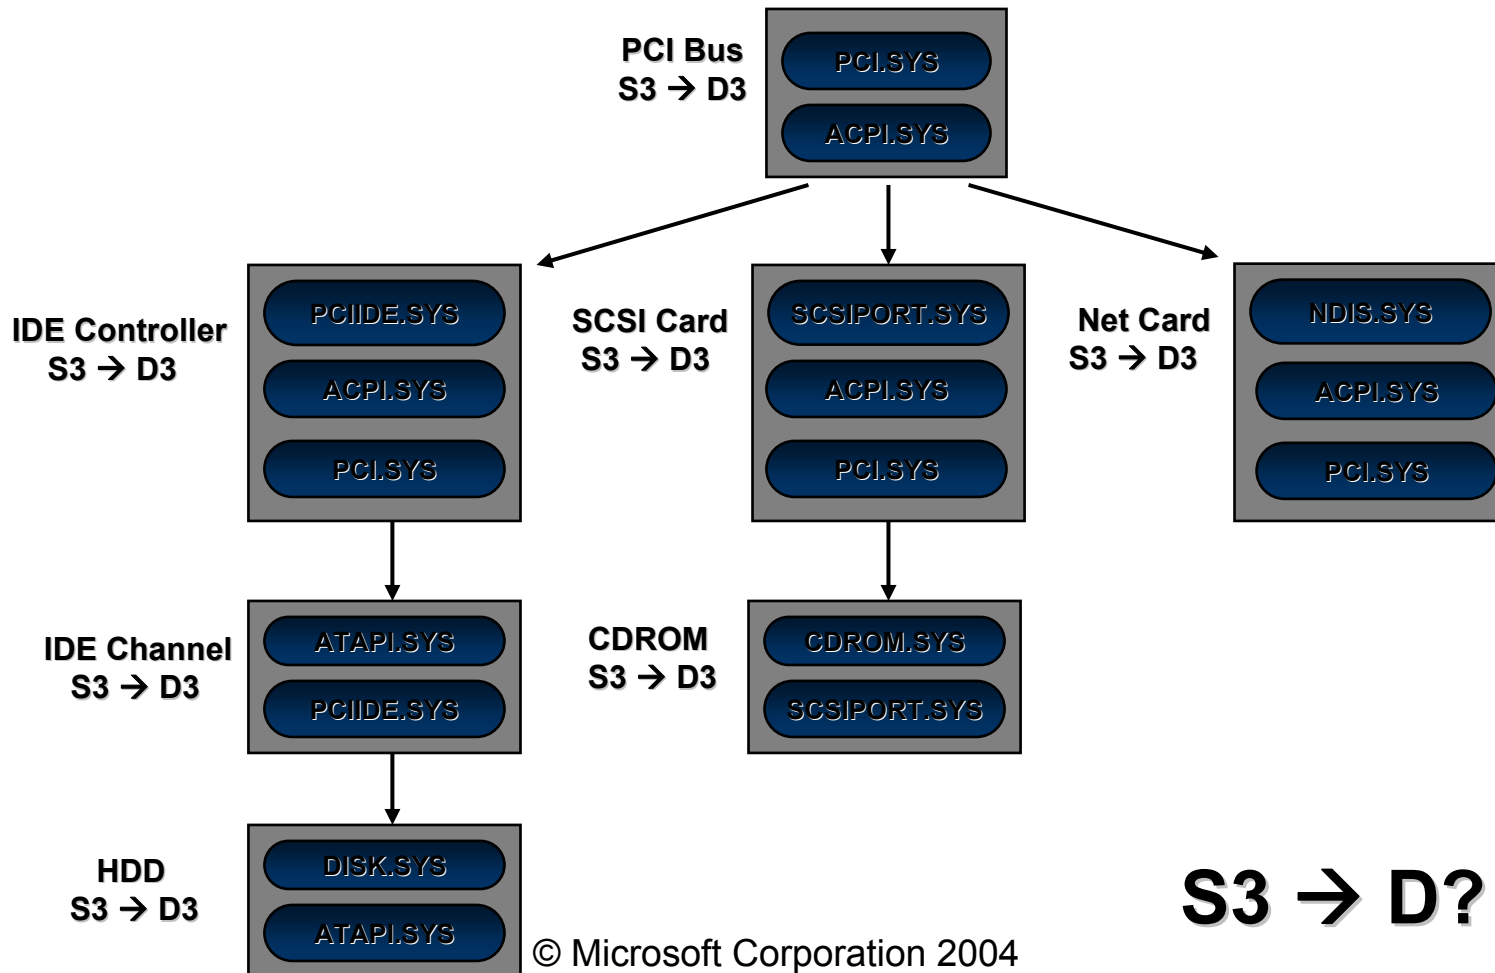 PCI Bus
S3 → D3
PCI.SYS
ACPI.SYS
IDE Controller
S3 → D3
PCIIDE.SYS
ACPI.SYS
PCI.SYS
SCSI Card
S3 → D3
SCSIPORT.SYS
ACPI.SYS
PCI.SYS
Net Card
S3 → D3
NDIS.SYS
ACPI.SYS
PCI.SYS
IDE Channel
S3 → D3
ATAPI.SYS
PCIIDE.SYS
CDROM
S3 → D3
CDROM.SYS
SCSIPORT.SYS
HDD
S3 → D3
DISK.SYS
ATAPI.SYS
S3 → D?
© Microsoft Corporation 2004